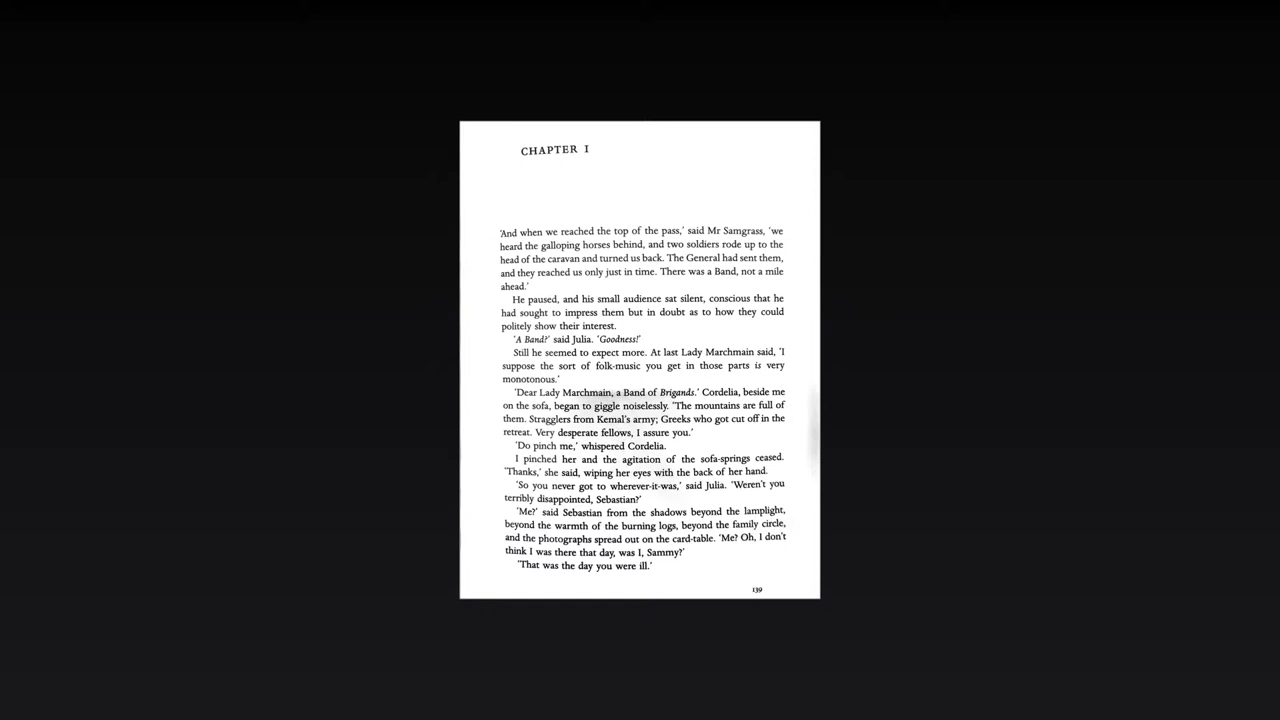 CHAPTER I
'And when we reached the top of the pass,' said Mr Samgrass, 'we
heard the galloping horses behind, and two soldiers rode up to the
head of the caravan and turned us back. The General had sent them,
and they reached us only just in time. There was a Band, not a mile
ahead.'
He paused, and his small audience sat silent, conscious that he
had sought to impress them but in doubt as to how they could
politely show their interest.
'A Band?' said Julia. 'Goodness!'
Still he seemed to expect more. At last Lady Marchmain said, 'I
suppose the sort of folk-music you get in those parts is very
monotonous.'
'Dear Lady Marchmain, a Band of Brigands.' Cordelia, beside me
on the sofa, began to giggle noiselessly. 'The mountains are full of
them. Stragglers from Kemal's army; Greeks who got cut off in the
retreat. Very desperate fellows, I assure you.'
'Do pinch me,' whispered Cordelia.
I pinched her and the agitation of the sofa-springs ceased.
'Thanks,' she said, wiping her eyes with the back of her hand.
'So you never got to wherever-it-was,' said Julia. 'Weren't you
terribly disappointed, Sebastian?'
'Me?' said Sebastian from the shadows beyond the lamplight,
beyond the warmth of the burning logs, beyond the family circle,
and the photographs spread out on the card-table. 'Me? Oh, I don't
think I was there that day, was I, Sammy?'
'That was the day you were ill.'
139